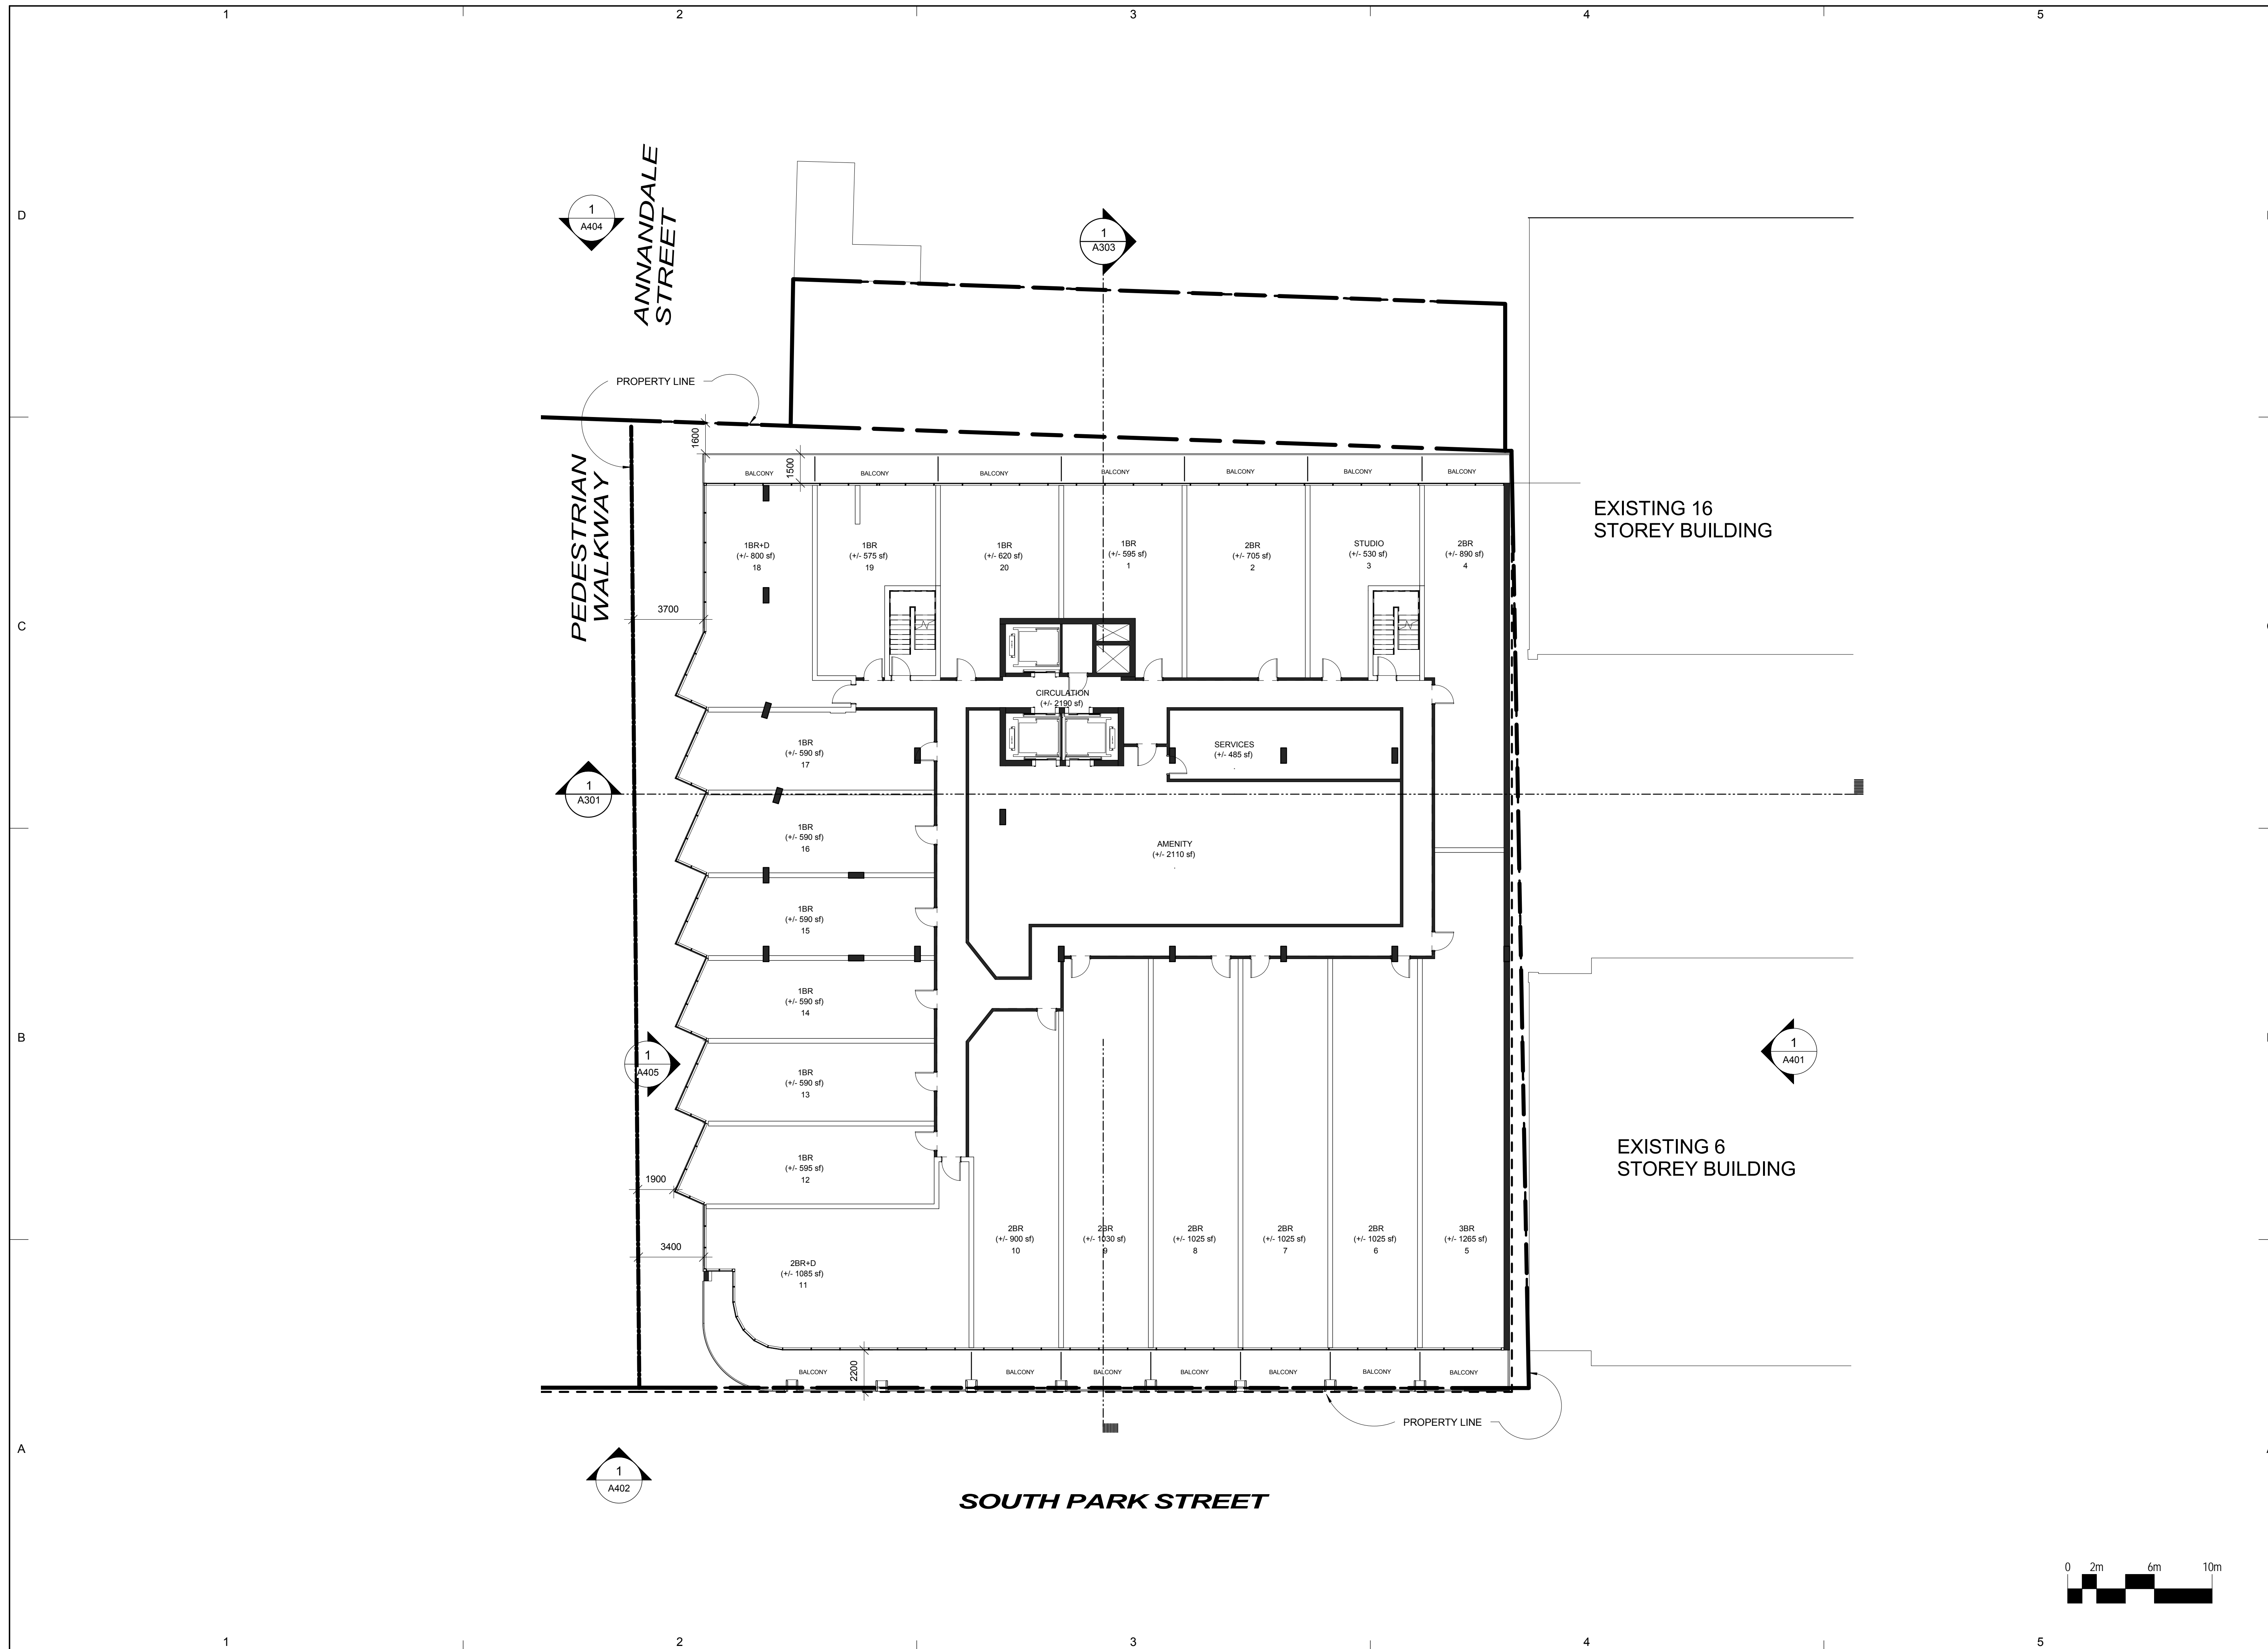 1
2
3
4
5
D
C
B
A
ANNANDALE
STREET
1
A404
1
A303
PROPERTY LINE
PEDESTRIAN
WALKWAY
1600
1500
BALCONY
BALCONY
BALCONY
BALCONY
BALCONY
BALCONY
BALCONY
EXISTING 16
STOREY BUILDING
1BR+D
(+/- 800 sf)
18
1BR
(+/- 575 sf)
19
1BR
(+/- 620 sf)
20
1BR
(+/- 595 sf)
1
2BR
(+/- 705 sf)
2
STUDIO
(+/- 530 sf)
3
2BR
(+/- 890 sf)
4
3700
CIRCULATION
(+/- 2190 sf)
1BR
(+/- 590 sf)
17
SERVICES
(+/- 485 sf)
.
1
A301
1BR
(+/- 590 sf)
16
AMENITY
(+/- 2110 sf)
.
1BR
(+/- 590 sf)
15
1BR
(+/- 590 sf)
14
1
A405
1
A401
1BR
(+/- 590 sf)
13
1BR
(+/- 595 sf)
12
EXISTING 6
STOREY BUILDING
1900
3400
2BR+D
(+/- 1085 sf)
11
2BR
(+/- 900 sf)
10
2BR
(+/- 1030 sf)
9
2BR
(+/- 1025 sf)
8
2BR
(+/- 1025 sf)
7
2BR
(+/- 1025 sf)
6
3BR
(+/- 1265 sf)
5
2200
BALCONY
BALCONY
BALCONY
BALCONY
BALCONY
BALCONY
BALCONY
PROPERTY LINE
1
A402
SOUTH PARK STREET
0 2m 6m 10m
1
2
3
4
5